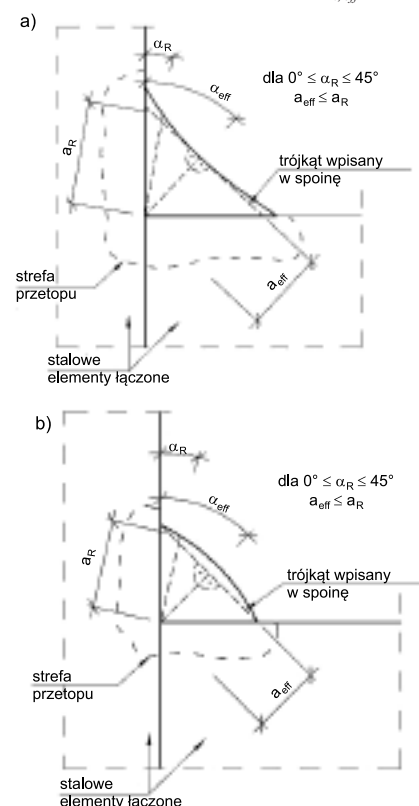 a)
α_R
α_eff
dla 0° ≤ α_R ≤ 45°
a_eff ≤ a_R
a_R
trójkąt wpisany
w spoinę
strefa
przetopu
a_eff
stalowe
elementy łączone
b)
α_R
α_eff
dla 0° ≤ α_R ≤ 45°
a_eff ≤ a_R
a_R
trójkąt wpisany
w spoinę
strefa
przetopu
a_eff
stalowe
elementy łączone